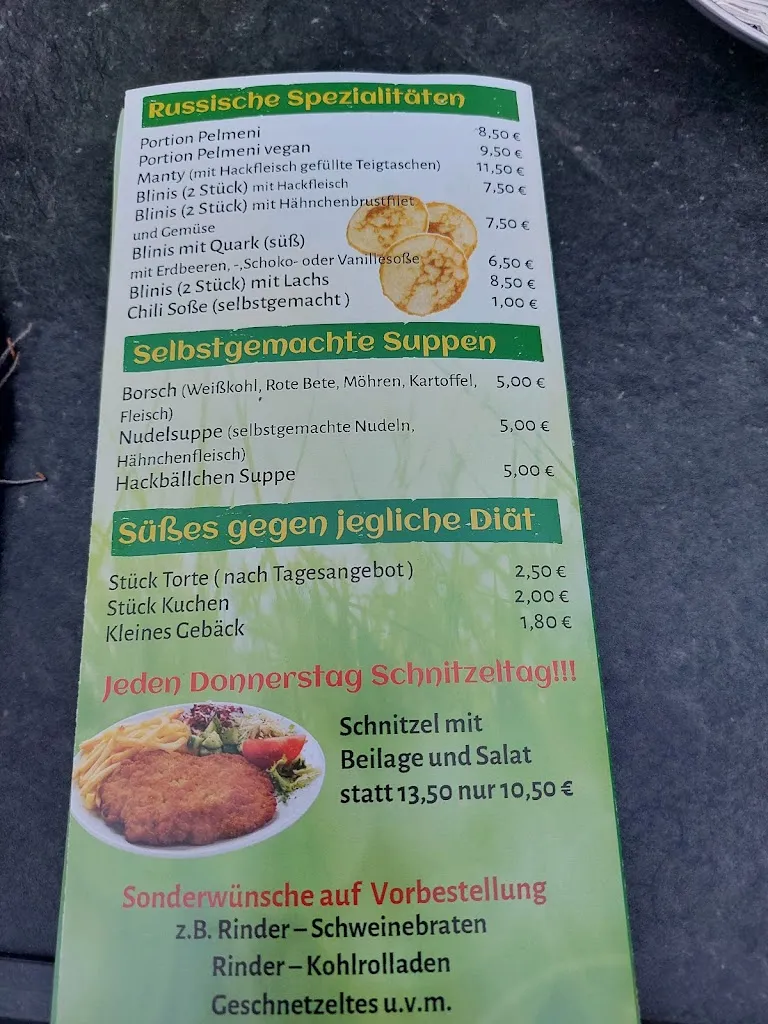 Russische Spezialitäten
Portion Pelmeni 8,50 €
Portion Pelmeni vegan 9,50 €
Manty (mit Hackfleisch gefüllte Teigtaschen) 11,50 €
Blinis (2 Stück) mit Hackfleisch 7,50 €
Blinis (2 Stück) mit Hähnchenbrustfilet
und Gemüse 7,50 €
Blinis mit Quark (süß)
mit Erdbeeren, -,Schoko- oder Vanillesoße 6,50 €
Blinis (2 Stück) mit Lachs 8,50 €
Chili Soße (selbstgemacht ) 1,00 €
Selbstgemachte Suppen
Borsch (Weißkohl, Rote Bete, Möhren, Kartoffel, 5,00 €
Fleisch)
Nudelsuppe (selbstgemachte Nudeln, 5,00 €
Hähnchenfleisch)
Hackbällchen Suppe 5,00 €
Süßes gegen jegliche Diät
Stück Torte ( nach Tagesangebot ) 2,50 €
Stück Kuchen 2,00 €
Kleines Gebäck 1,80 €
Jeden Donnerstag Schnitzeltag!!!
Schnitzel mit
Beilage und Salat
statt 13,50 nur 10,50 €
Sonderwünsche auf Vorbestellung
z.B. Rinder – Schweinebraten
Rinder – Kohlrolladen
Geschnetzeltes u.v.m.